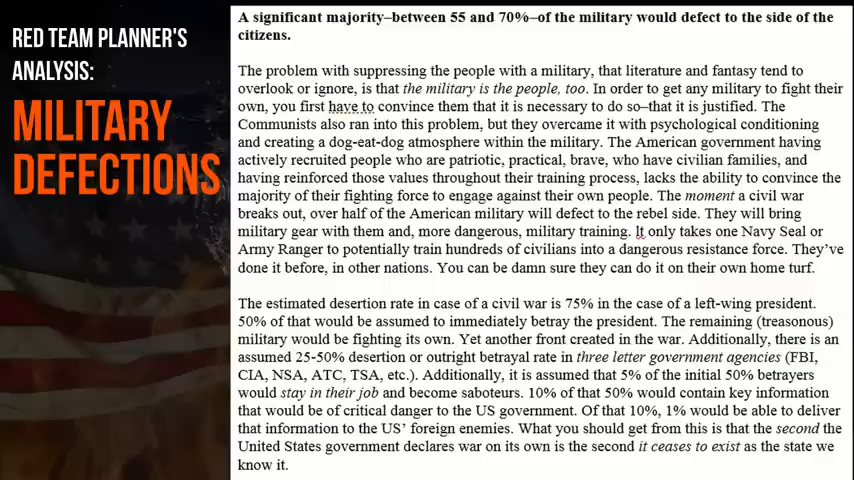 RED TEAM PLANNER'S
ANALYSIS:
MILITARY
DEFECTIONS
A significant majority–between 55 and 70%–of the military would defect to the side of the
citizens.
The problem with suppressing the people with a military, that literature and fantasy tend to
overlook or ignore, is that the military is the people, too. In order to get any military to fight their
own, you first have to convince them that it is necessary to do so–that it is justified. The
Communists also ran into this problem, but they overcame it with psychological conditioning
and creating a dog-eat-dog atmosphere within the military. The American government having
actively recruited people who are patriotic, practical, brave, who have civilian families, and
having reinforced those values throughout their training process, lacks the ability to convince the
majority of their fighting force to engage against their own people. The moment a civil war
breaks out, over half of the American military will defect to the rebel side. They will bring
military gear with them and, more dangerous, military training. It only takes one Navy Seal or
Army Ranger to potentially train hundreds of civilians into a dangerous resistance force. They've
done it before, in other nations. You can be damn sure they can do it on their own home turf.
The estimated desertion rate in case of a civil war is 75% in the case of a left-wing president.
50% of that would be assumed to immediately betray the president. The remaining (treasonous)
military would be fighting its own. Yet another front created in the war. Additionally, there is an
assumed 25-50% desertion or outright betrayal rate in three letter government agencies (FBI,
CIA, NSA, ATC, TSA, etc.). Additionally, it is assumed that 5% of the initial 50% betrayers
would stay in their job and become saboteurs. 10% of that 50% would contain key information
that would be of critical danger to the US government. Of that 10%, 1% would be able to deliver
that information to the US' foreign enemies. What you should get from this is that the second the
United States government declares war on its own is the second it ceases to exist as the state we
know it.